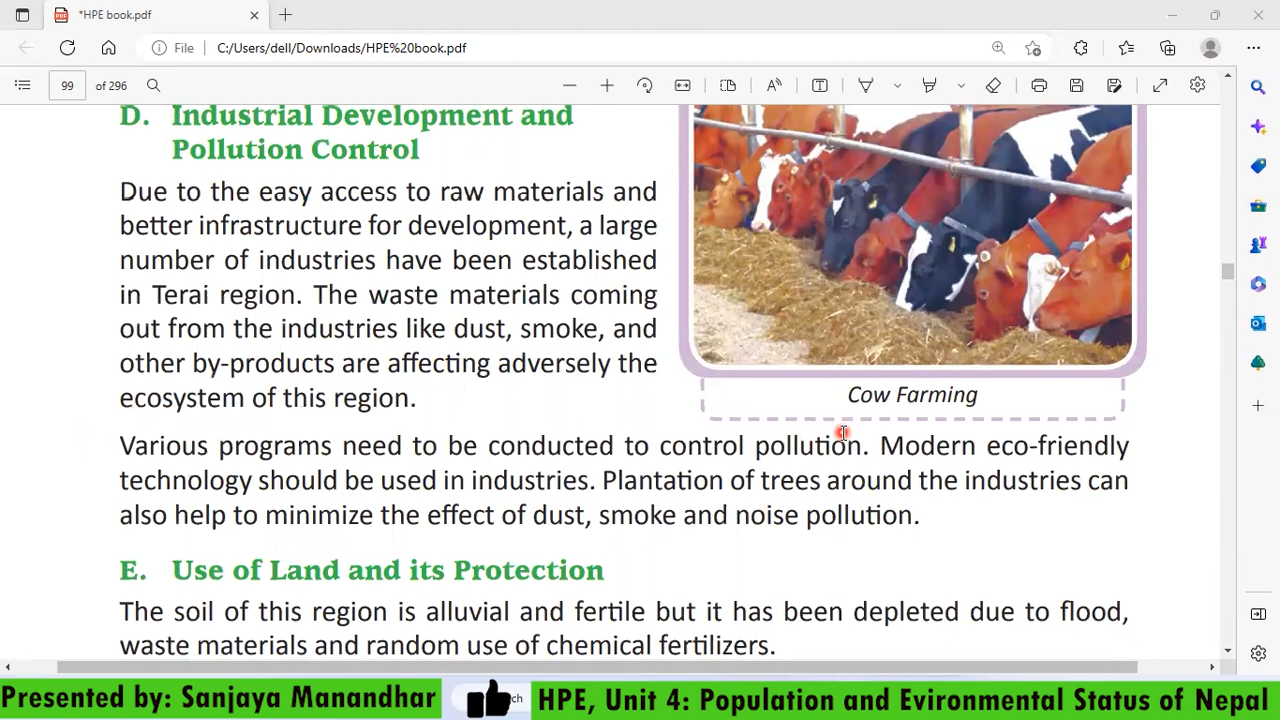 *HPE book.pdf
File
C:/Users/dell/Downloads/HPE%20book.pdf
99 of 296
D. Industrial Development and
Pollution Control
Due to the easy access to raw materials and
better infrastructure for development, a large
number of industries have been established
in Terai region. The waste materials coming
out from the industries like dust, smoke, and
other by-products are affecting adversely the
ecosystem of this region.
Cow Farming
Various programs need to be conducted to control pollution. Modern eco-friendly
technology should be used in industries. Plantation of trees around the industries can
also help to minimize the effect of dust, smoke and noise pollution.
E. Use of Land and its Protection
The soil of this region is alluvial and fertile but it has been depleted due to flood,
waste materials and random use of chemical fertilizers.
Presented by: Sanjaya Manandhar
HPE, Unit 4: Population and Evironmental Status of Nepal